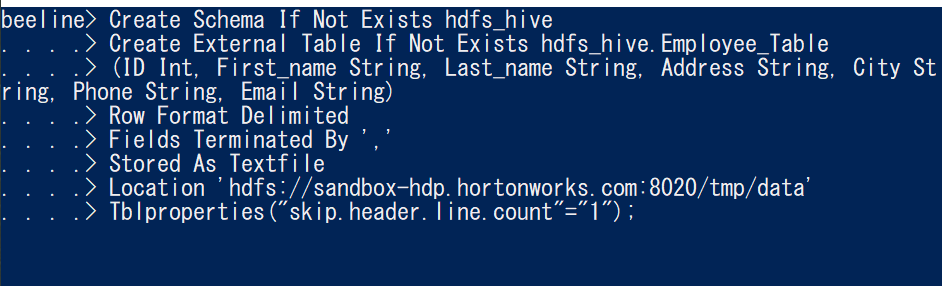 beeline> Create Schema If Not Exists hdfs_hive
. . . .> Create External Table If Not Exists hdfs_hive.Employee_Table
. . . .> (ID Int, First_name String, Last_name String, Address String, City St
ring, Phone String, Email String)
. . . .> Row Format Delimited
. . . .> Fields Terminated By ','
. . . .> Stored As Textfile
. . . .> Location 'hdfs://sandbox-hdp.hortonworks.com:8020/tmp/data'
. . . .> Tblproperties("skip.header.line.count"="1");